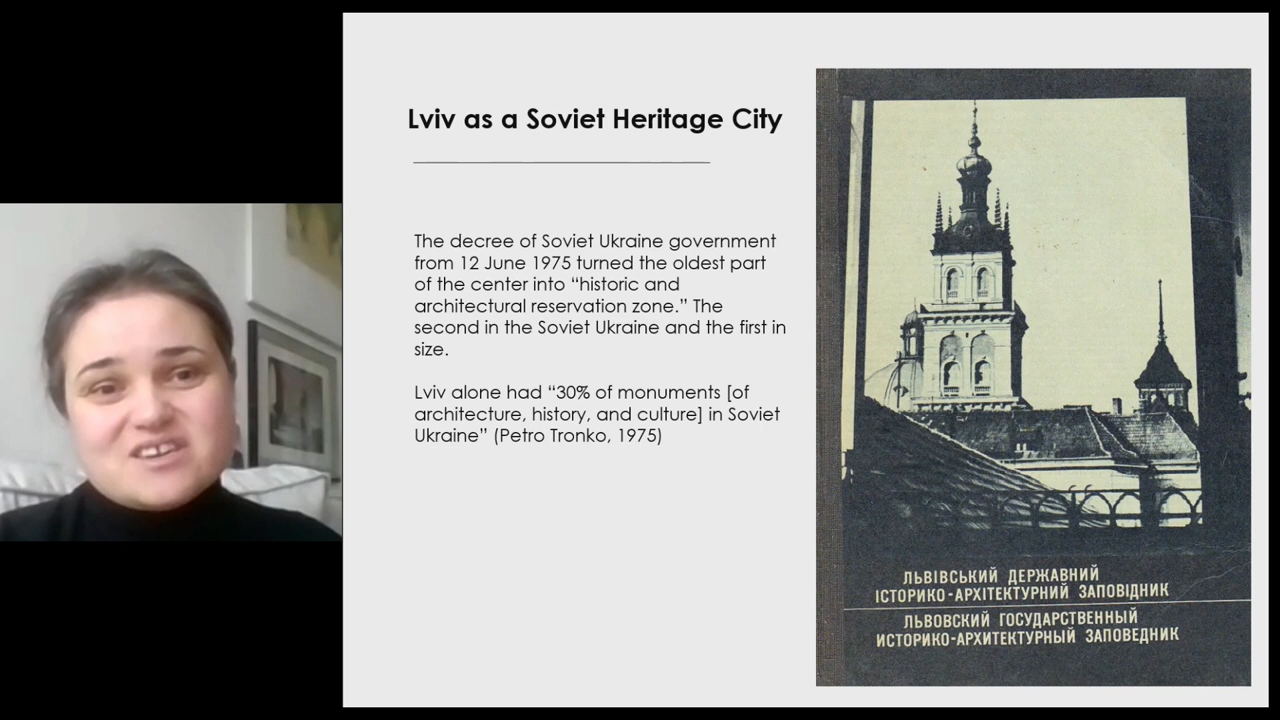 Lviv as a Soviet Heritage City
The decree of Soviet Ukraine government
from 12 June 1975 turned the oldest part
of the center into “historic and
architectural reservation zone.” The
second in the Soviet Ukraine and the first in
size.
Lviv alone had “30% of monuments [of
architecture, history, and culture] in Soviet
Ukraine” (Petro Tronko, 1975)
ЛЬВІВСЬКИЙ ДЕРЖАВНИЙ
ІСТОРИКО-АРХІТЕКТУРНИЙ ЗАПОВІДНИК
ЛЬВОВСКИЙ ГОСУДАРСТВЕННЫЙ
ИСТОРИКО-АРХИТЕКТУРНЫЙ ЗАПОВЕДНИК